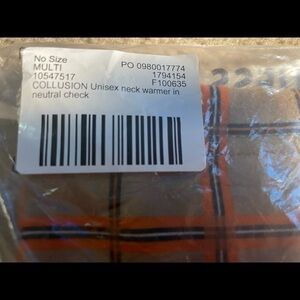 No Size
MULTI PO 0980017774
10547517 1794154
COLLUSION Unisex neck warmer in F100635
neutral check